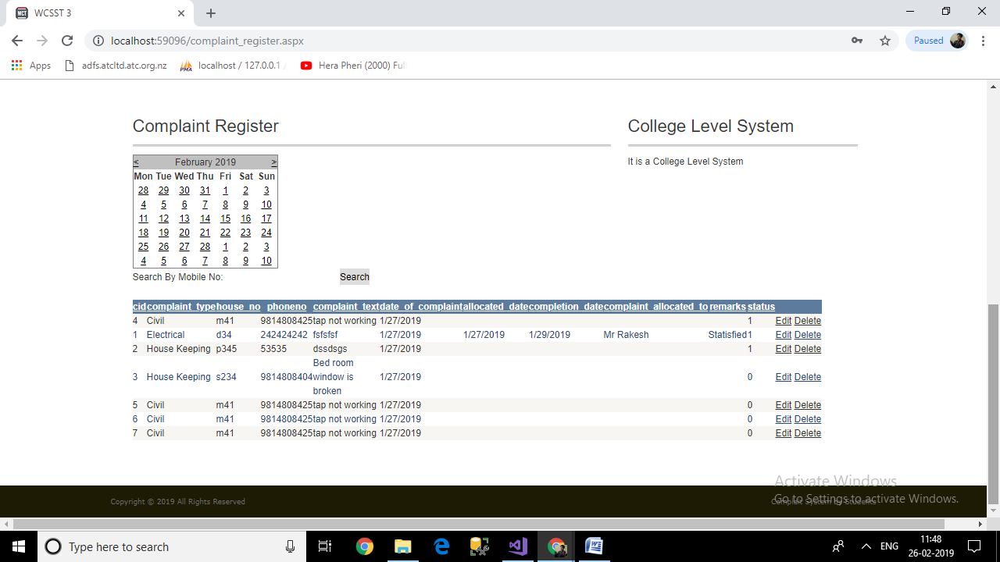 WCSST 3
localhost:59096/complaint_register.aspx
Paused
Apps adfs.atcltd.atc.org.nz localhost / 127.0.0.1 Hera Pheri (2000) Ful
Complaint Register
College Level System
< February 2019 >
It is a College Level System
Mon Tue Wed Thu Fri Sat Sun
28 29 30 31 1 2 3
4 5 6 7 8 9 10
11 12 13 14 15 16 17
18 19 20 21 22 23 24
25 26 27 28 1 2 3
4 5 6 7 8 9 10
Search By Mobile No: Search
cid complaint_type house_no phoneno complaint_text date_of_complaint allocated_date completion_date complaint_allocated_to remarks status
4 Civil m41 9814808425 tap not working 1/27/2019 1 Edit Delete
1 Electrical d34 242424242 fsfsfsf 1/27/2019 1/27/2019 1/29/2019 Mr Rakesh Statisfied 1 Edit Delete
2 House Keeping p345 53535 dssdsgs 1/27/2019 1 Edit Delete
3 House Keeping s234 9814808404 Bed room window is broken 1/27/2019 0 Edit Delete
5 Civil m41 9814808425 tap not working 1/27/2019 0 Edit Delete
6 Civil m41 9814808425 tap not working 1/27/2019 0 Edit Delete
7 Civil m41 9814808425 tap not working 1/27/2019 0 Edit Delete
Activate Windows
Go to Settings to activate Windows.
Copyright © 2019 All Rights Reserved
Type here to search
ENG
11:48
26-02-2019